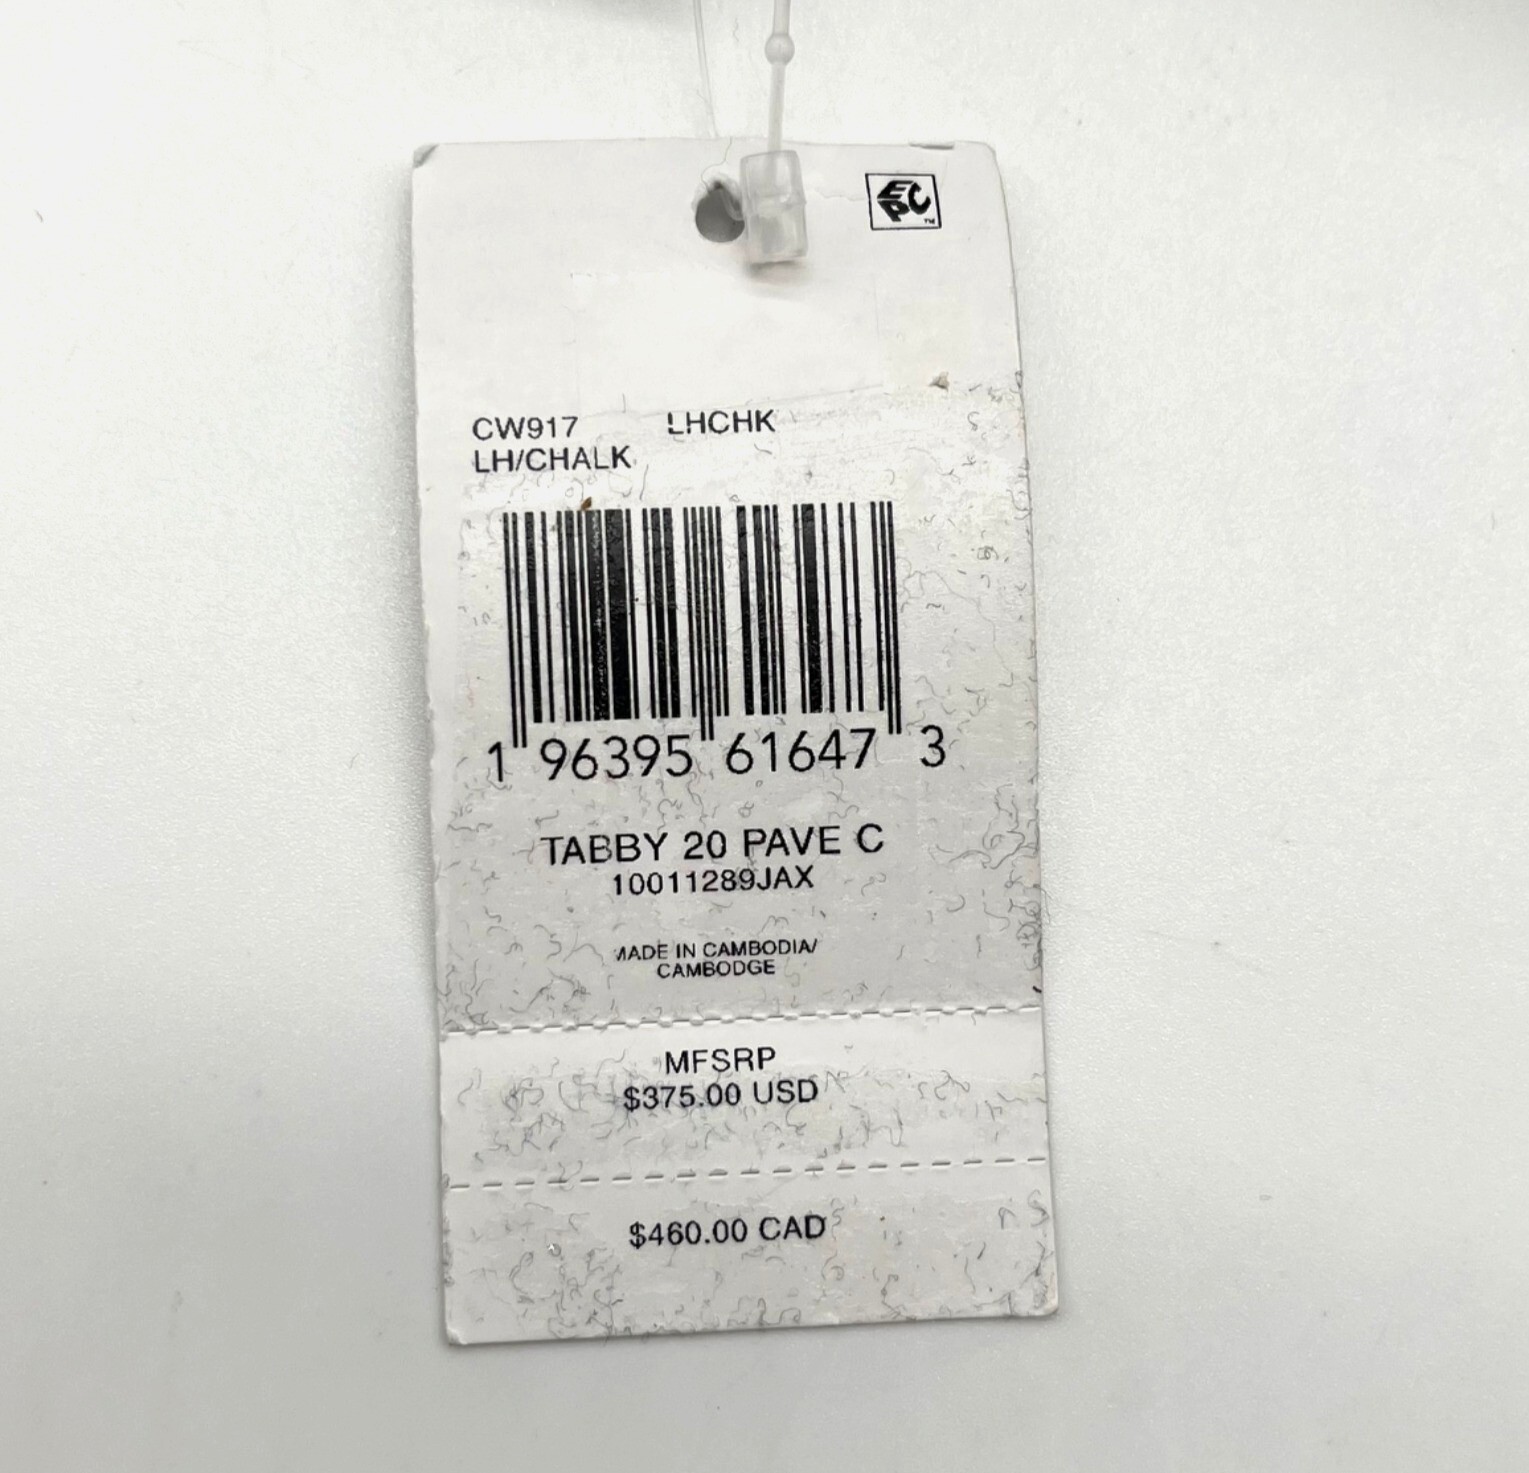 EPC™
CW917 LHCHK
LH/CHALK
1 96395 61647 3
TABBY 20 PAVE C
10011289JAX
MADE IN CAMBODIA/
CAMBODGE
MFSRP
$375.00 USD
$460.00 CAD